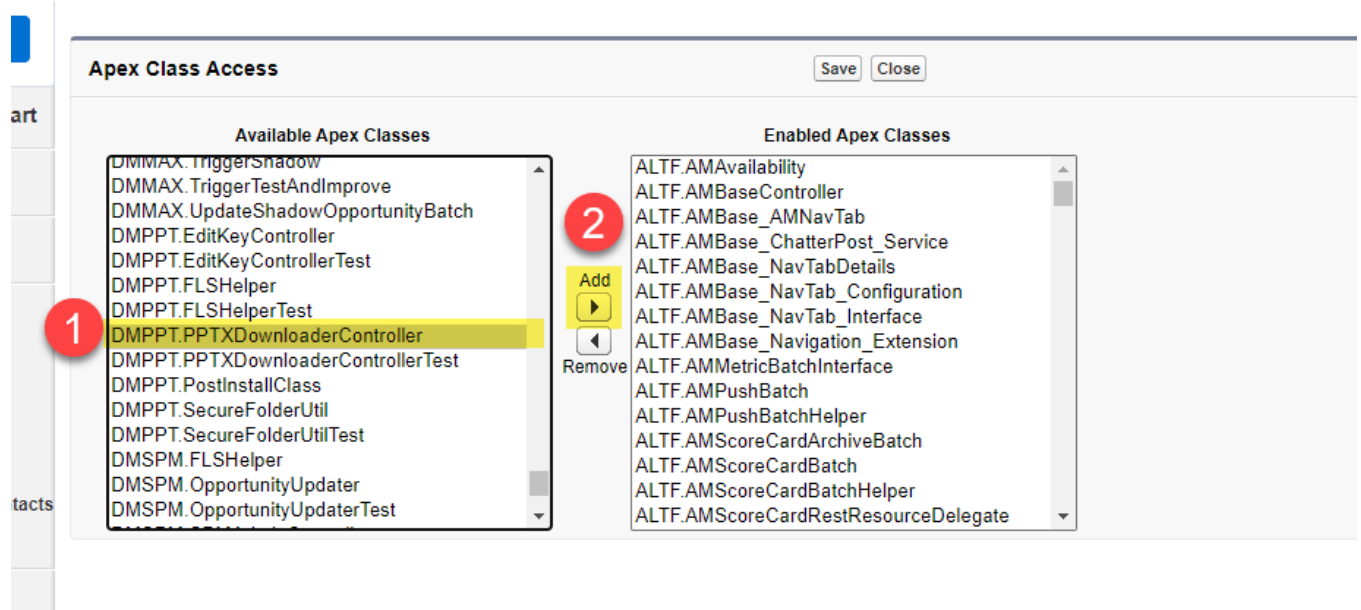 Apex Class Access
Save
Close
art
Available Apex Classes
Enabled Apex Classes
DMMAX.TriggerShadow
DMMAX.TriggerTestAndImprove
DMMAX.UpdateShadowOpportunityBatch
DMPPT.EditKeyController
DMPPT.EditKeyControllerTest
DMPPT.FLSHelper
DMPPT.FLSHelperTest
1
DMPPT.PPTXDownloaderController
DMPPT.PPTXDownloaderControllerTest
DMPPT.PostInstallClass
DMPPT.SecureFolderUtil
DMPPT.SecureFolderUtilTest
DMSPM.FLSHelper
DMSPM.OpportunityUpdater
DMSPM.OpportunityUpdaterTest
2
Add
Remove
ALTF.AMAvailability
ALTF.AMBaseController
ALTF.AMBase_AMNavTab
ALTF.AMBase_ChatterPost_Service
ALTF.AMBase_NavTabDetails
ALTF.AMBase_NavTab_Configuration
ALTF.AMBase_NavTab_Interface
ALTF.AMBase_Navigation_Extension
ALTF.AMMetricBatchInterface
ALTF.AMPushBatch
ALTF.AMPushBatchHelper
ALTF.AMScoreCardArchiveBatch
ALTF.AMScoreCardBatch
ALTF.AMScoreCardBatchHelper
ALTF.AMScoreCardRestResourceDelegate
tacts